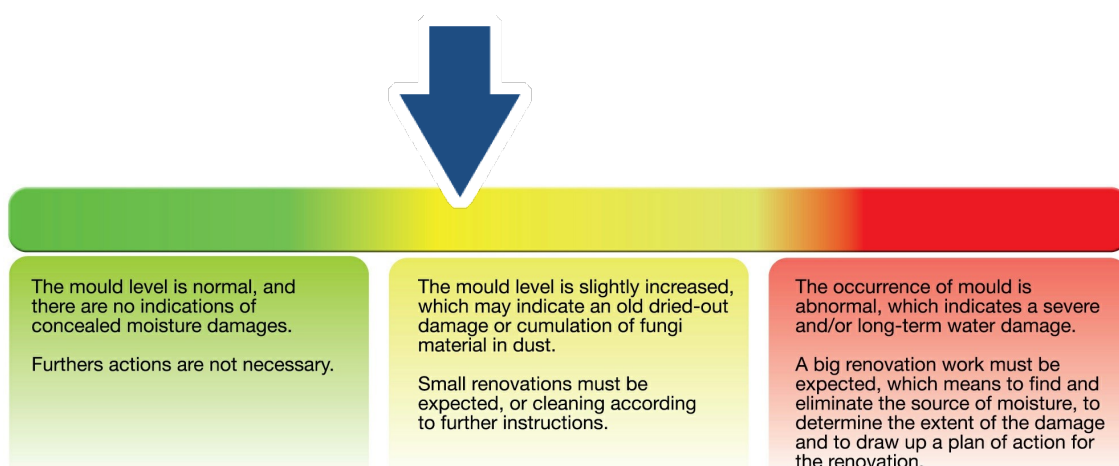 The mould level is normal, and
there are no indications of
concealed moisture damages.
Furthers actions are not necessary.
The mould level is slightly increased,
which may indicate an old dried-out
damage or cumulation of fungi
material in dust.
Small renovations must be
expected, or cleaning according
to further instructions.
The occurrence of mould is
abnormal, which indicates a severe
and/or long-term water damage.
A big renovation work must be
expected, which means to find and
eliminate the source of moisture, to
determine the extent of the damage
and to draw up a plan of action for
the renovation.